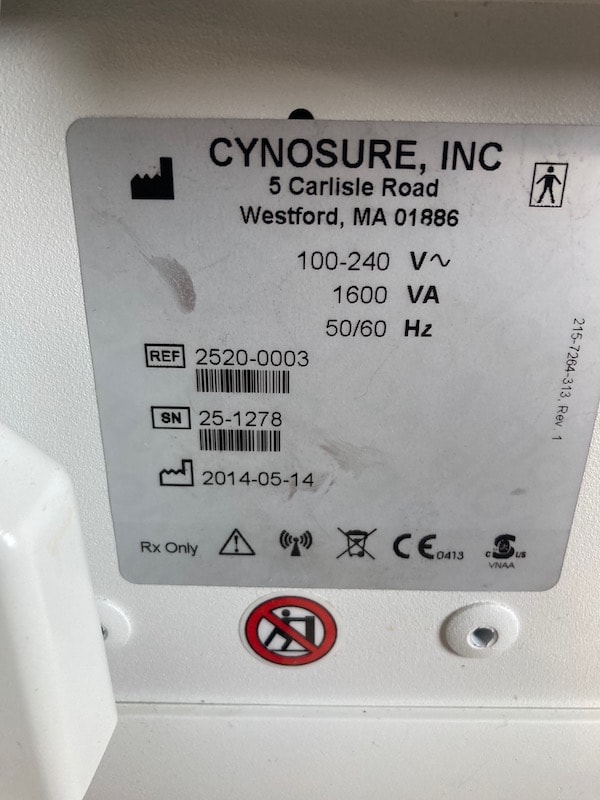 CYNOSURE, INC
5 Carlisle Road
Westford, MA 01886
100-240 V~
1600 VA
50/60 Hz
REF 2520-0003
SN 25-1278
2014-05-14
215-7264-313, Rev 1
Rx Only
CE 0413
C US
VNAA